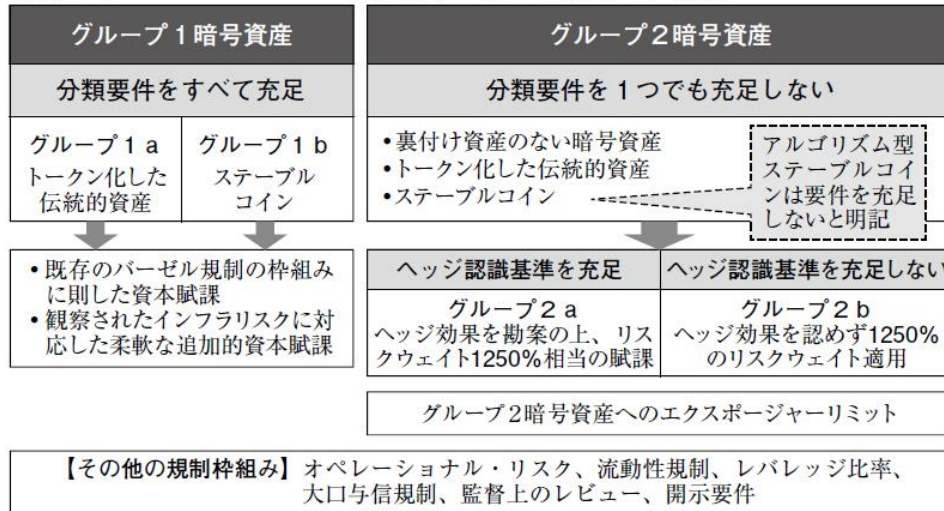 グループ1暗号資産
分類要件をすべて充足
グループ1a
トークン化した
伝統的資産
グループ1b
ステーブル
コイン
• 既存のバーゼル規制の枠組み
に則した資本賦課
• 観察されたインフラリスクに対
応した柔軟な追加的資本賦課
グループ2暗号資産
分類要件を1つでも充足しない
• 裏付け資産のない暗号資産
• トークン化した伝統的資産
• ステーブルコイン
アルゴリズム型
ステーブルコイ
ンは要件を充足
しないと明記
ヘッジ認識基準を充足
グループ2a
ヘッジ効果を勘案の上、リス
クウェイト1250%相当の賦課
ヘッジ認識基準を充足しない
グループ2b
ヘッジ効果を認めず1250%
のリスクウェイト適用
グループ2暗号資産へのエクスポージャーリミット
【その他の規制枠組み】オペレーショナル・リスク、流動性規制、レバレッジ比率、
大口与信規制、監督上のレビュー、開示要件